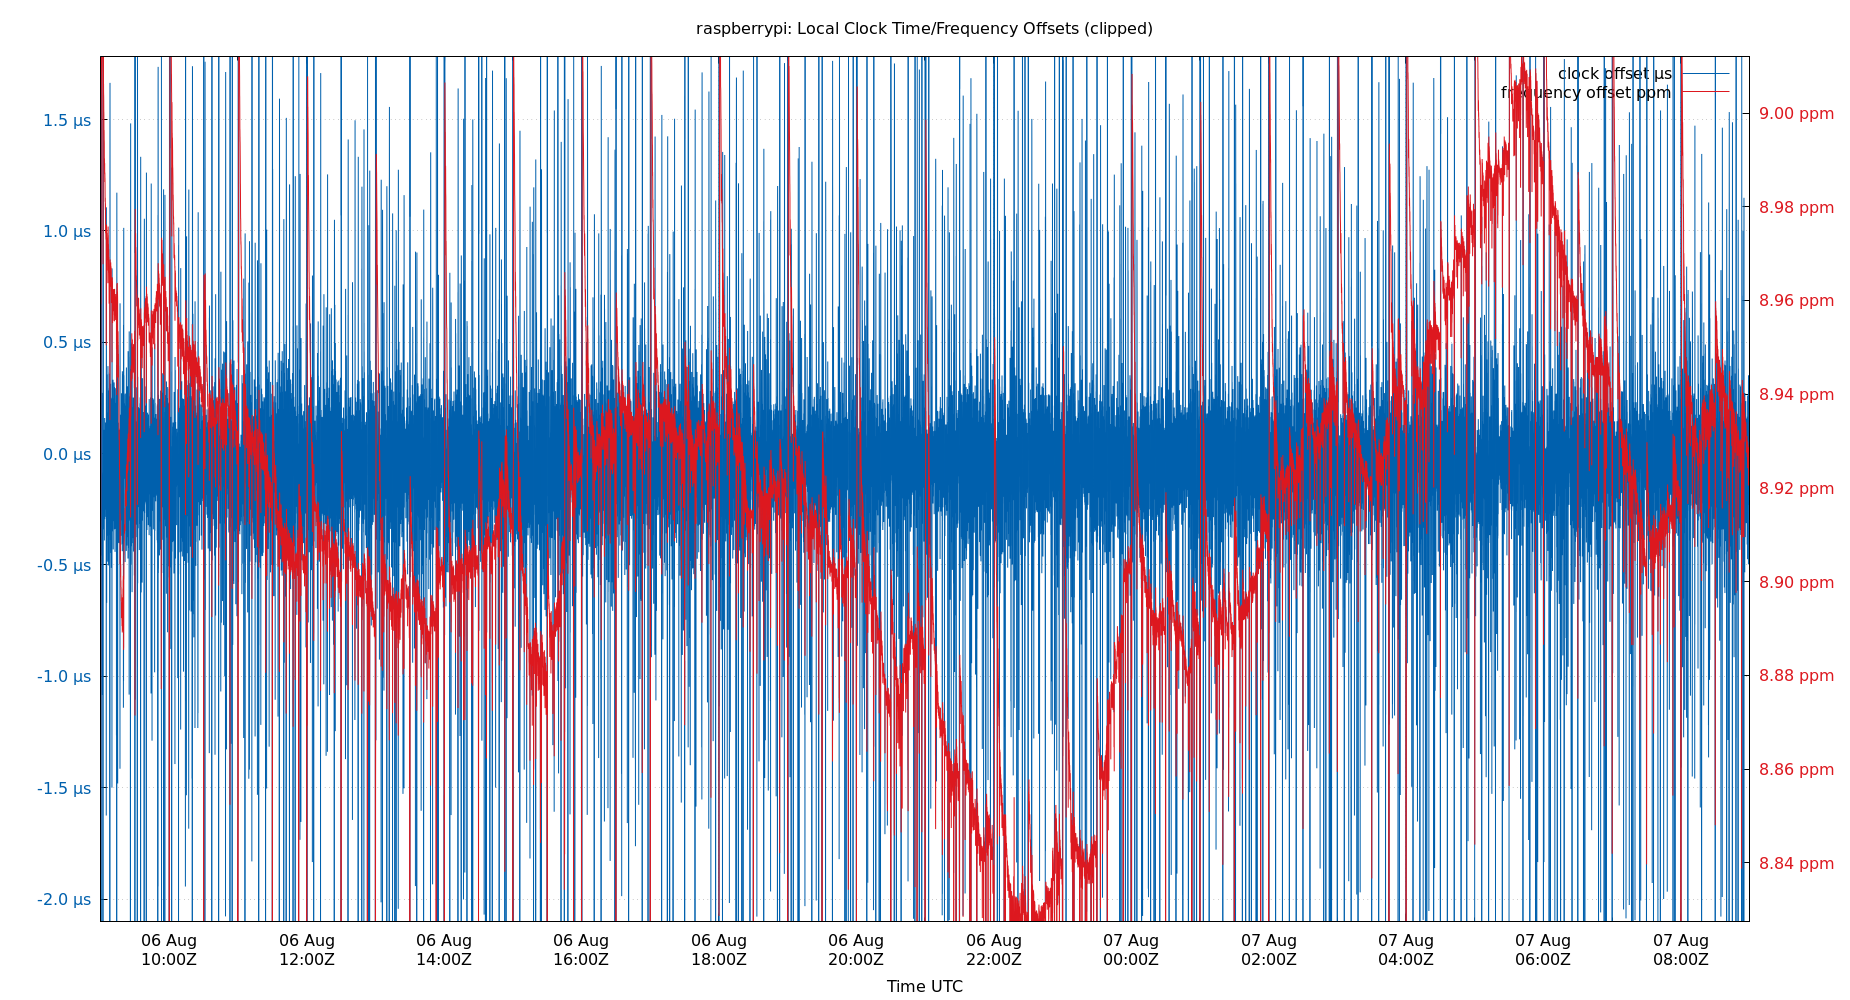 raspberrypi: Local Clock Time/Frequency Offsets (clipped)
clock offset µs
frequency offset ppm
1.5 µs
1.0 µs
0.5 µs
0.0 µs
-0.5 µs
-1.0 µs
-1.5 µs
-2.0 µs
9.00 ppm
8.98 ppm
8.96 ppm
8.94 ppm
8.92 ppm
8.90 ppm
8.88 ppm
8.86 ppm
8.84 ppm
06 Aug 06 Aug 06 Aug 06 Aug 06 Aug 06 Aug 06 Aug 07 Aug 07 Aug 07 Aug 07 Aug 07 Aug
10:00Z 12:00Z 14:00Z 16:00Z 18:00Z 20:00Z 22:00Z 00:00Z 02:00Z 04:00Z 06:00Z 08:00Z
Time UTC